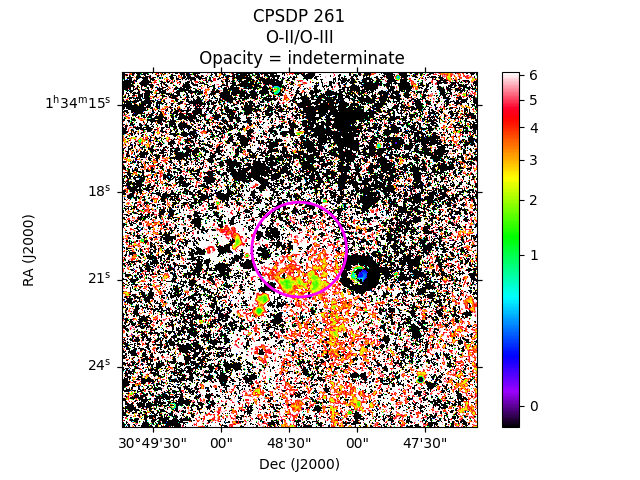 CPSDP 261
O-II/O-III
Opacity = indeterminate
1ʰ34ᵐ15ˢ
18ˢ
21ˢ
24ˢ
RA (J2000)
30°49'30" 00" 48'30" 00" 47'30"
Dec (J2000)
6
5
4
3
2
1
0